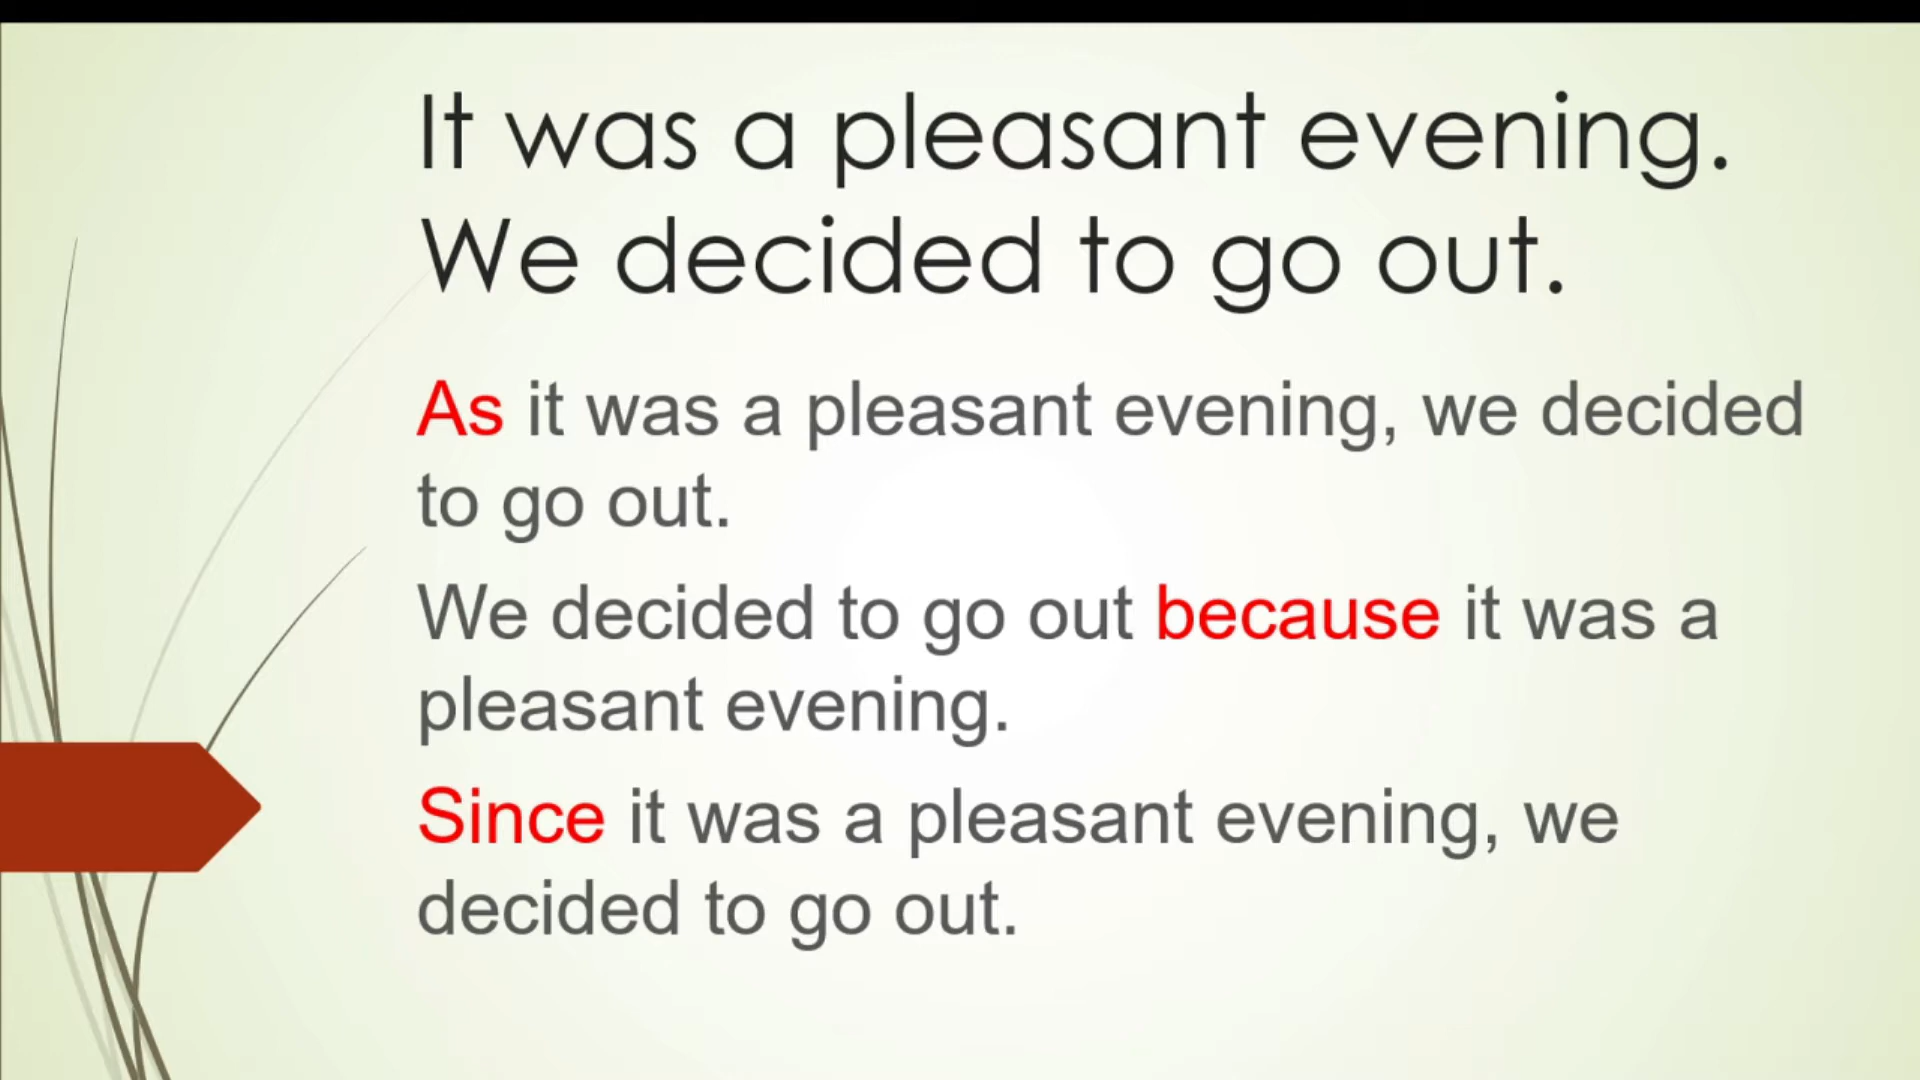 It was a pleasant evening.
We decided to go out.
As it was a pleasant evening, we decided
to go out.
We decided to go out because it was a
pleasant evening.
Since it was a pleasant evening, we
decided to go out.